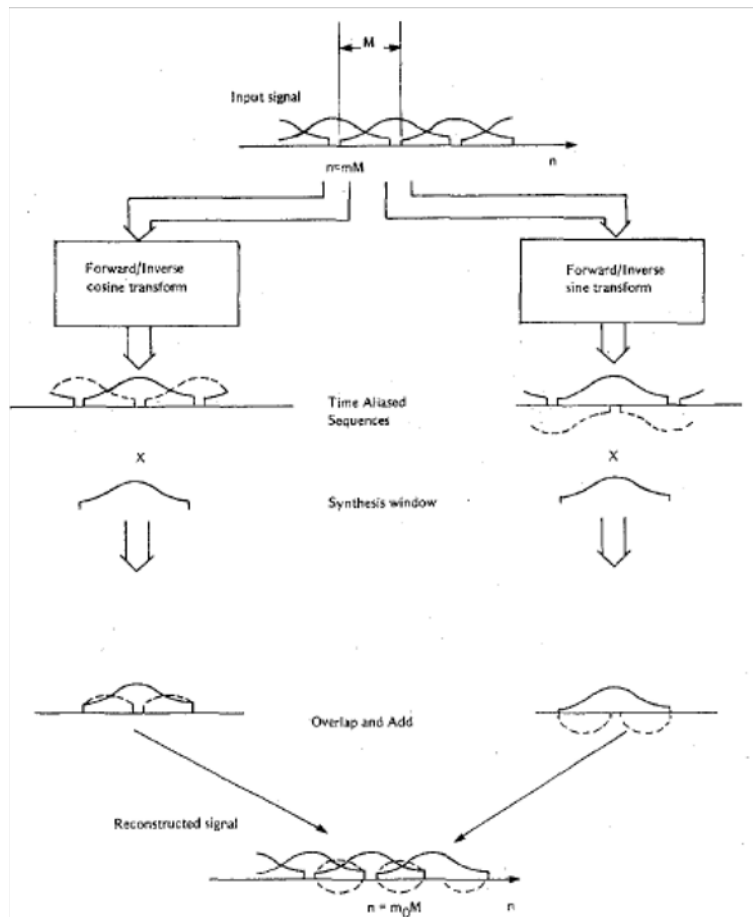 M
Input signal
n=mM
n
Forward/Inverse
cosine transform
Forward/Inverse
sine transform
Time Aliased
Sequences
X
X
Synthesis window
Overlap and Add
Reconstructed signal
n = m₀M
n